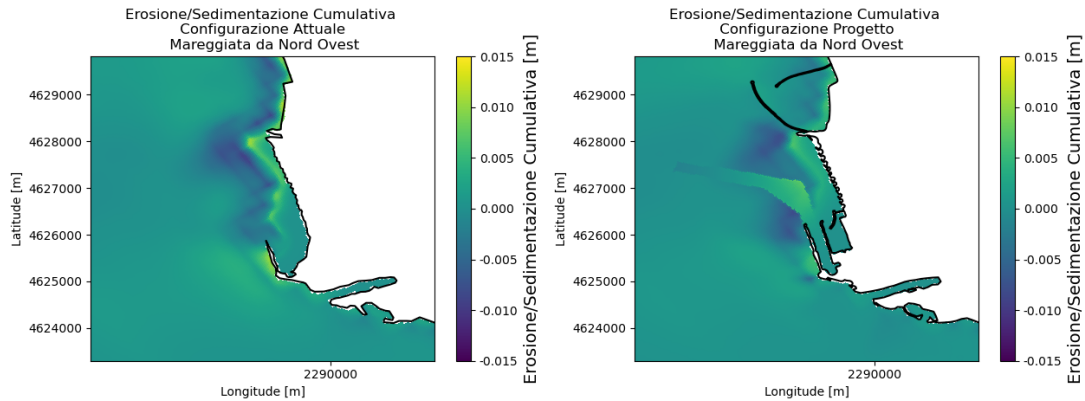 Erosione/Sedimentazione Cumulativa
Configurazione Attuale
Mareggiata da Nord Ovest
4629000
4628000
4627000
4626000
4625000
4624000
Latitude [m]
2290000
Longitude [m]
0.015
0.010
0.005
0.000
-0.005
-0.010
-0.015
Erosione/Sedimentazione Cumulativa [m]
Erosione/Sedimentazione Cumulativa
Configurazione Progetto
Mareggiata da Nord Ovest
4629000
4628000
4627000
4626000
4625000
4624000
Latitude [m]
2290000
Longitude [m]
0.015
0.010
0.005
0.000
-0.005
-0.010
-0.015
Erosione/Sedimentazione Cumulativa [m]